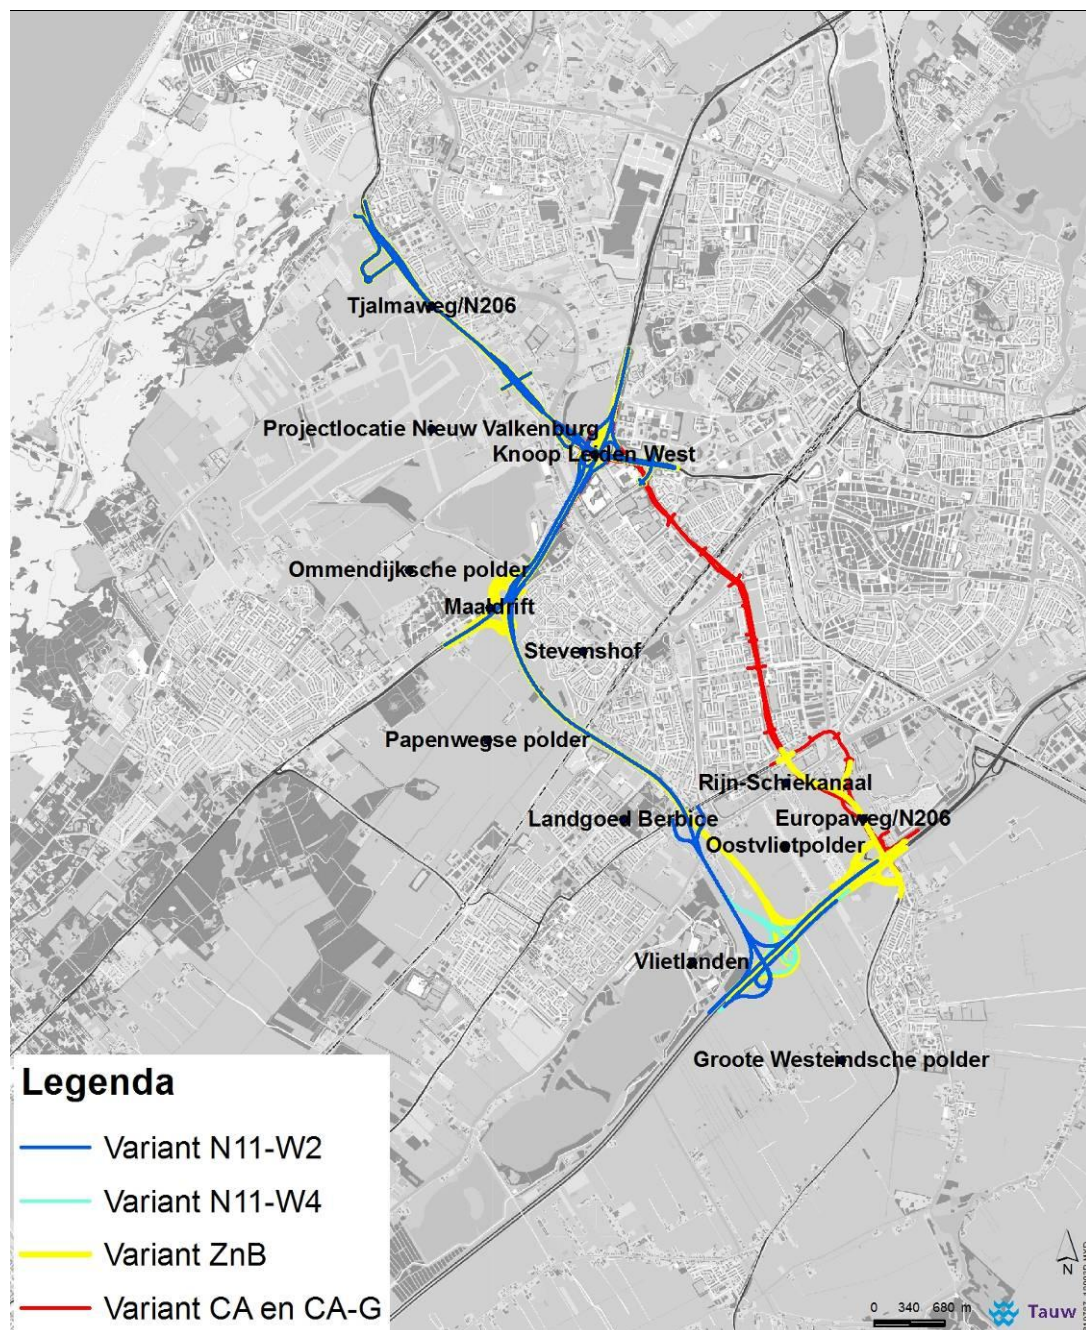 Tjalmaweg/N206
Projectlocatie Nieuw Valkenburg
Knoop Leiden West
Ommendijksche polder
Maaldrift
Stevenshof
Papenwegse polder
Rijn-Schiekanaal
Landgoed Berbice
Europaweg/N206
Oostvlietpolder
Vlietlanden
Groote Westeindsche polder
Legenda
Variant N11-W2
Variant N11-W4
Variant ZnB
Variant CA en CA-G
N
0 340 680 m
Tauw